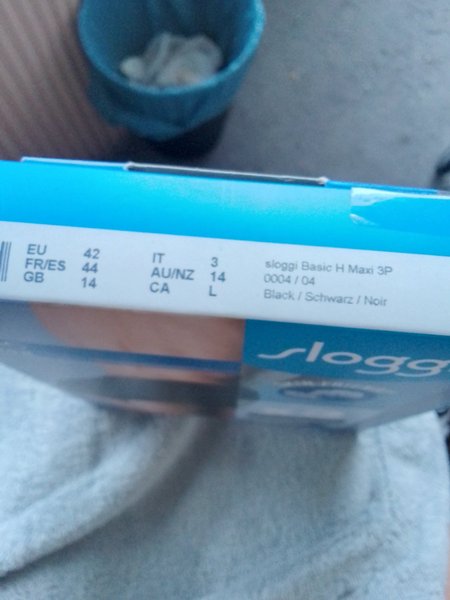 EU 42 IT 3 sloggi Basic H Maxi 3P
FR/ES 44 AU/NZ 14 0004 / 04
GB 14 CA L Black / Schwarz / Noir
slogg